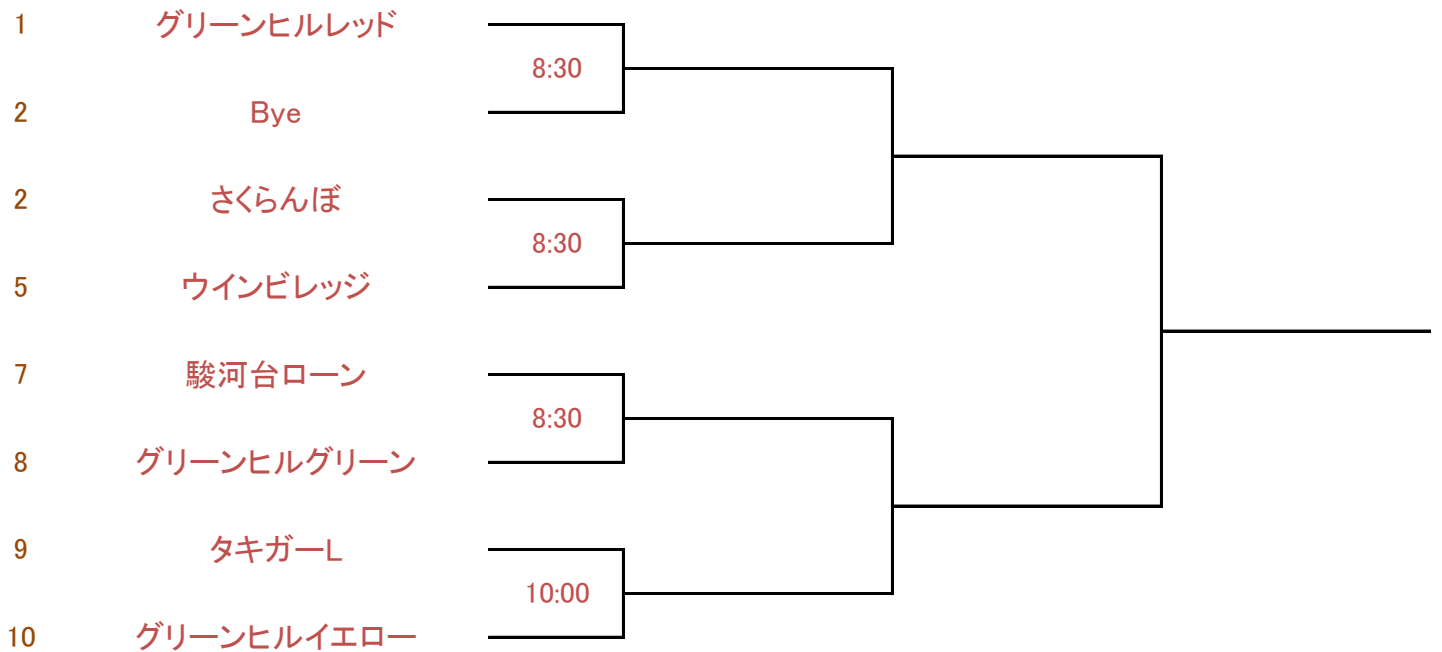 1 グリーンヒルレッド
8:30
2 Bye
2 さくらんぼ
8:30
5 ウインビレッジ
7 駿河台ローン
8:30
8 グリーンヒルグリーン
9 タキガーL
10:00
10 グリーンヒルイエロー